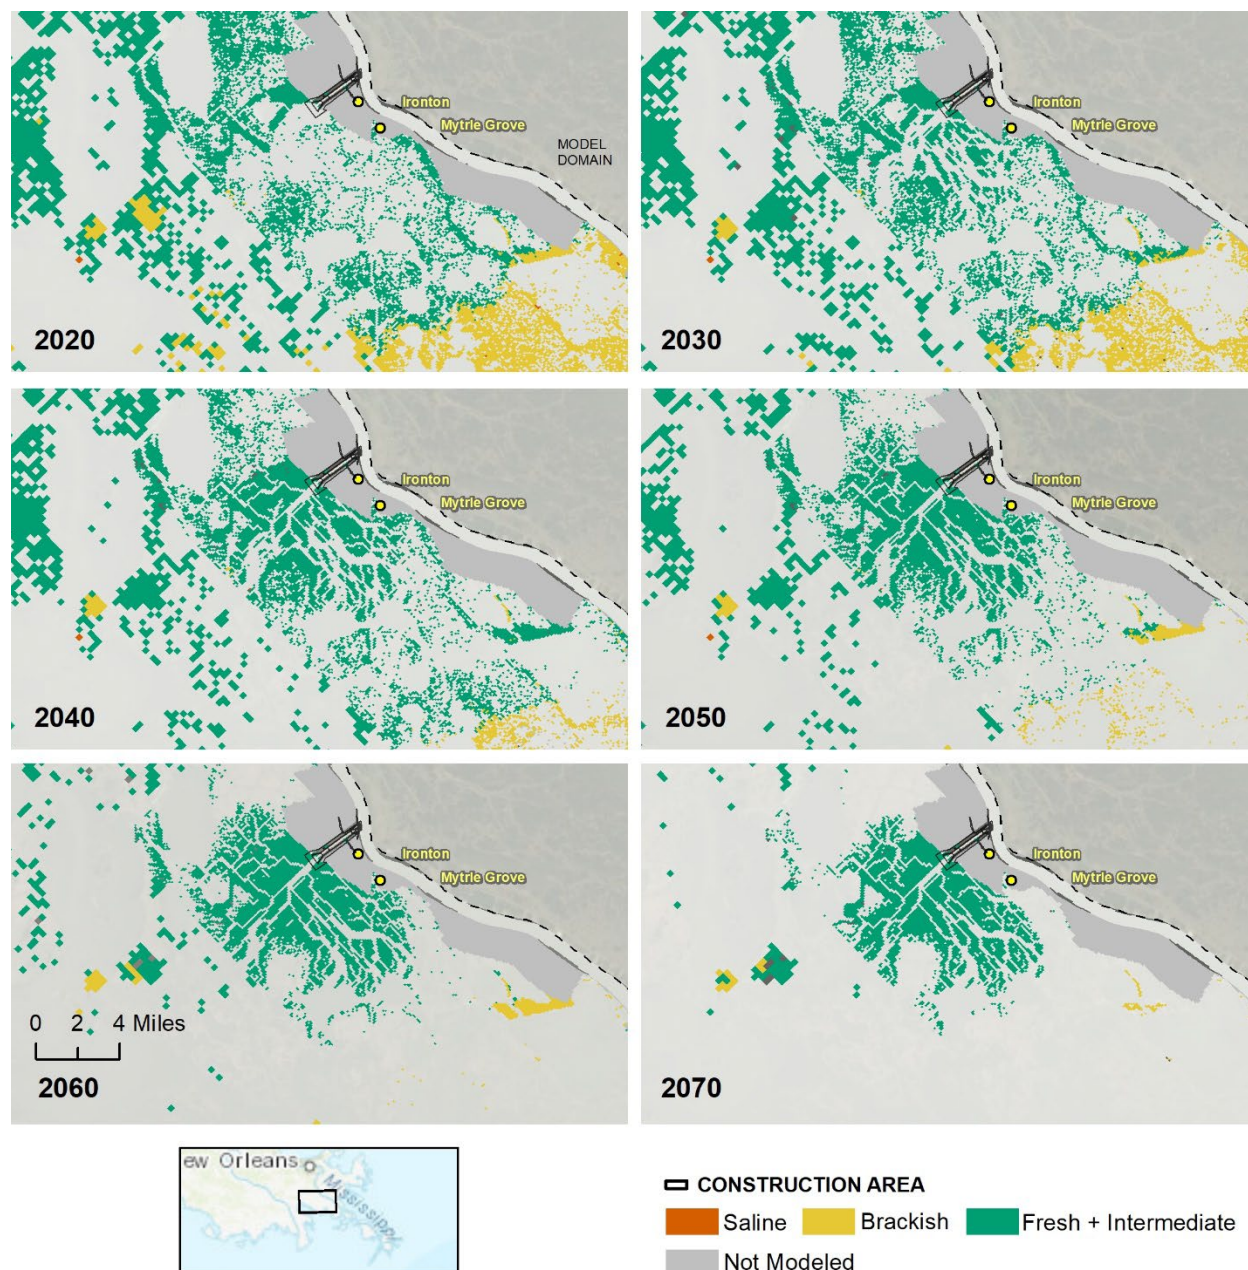 Ironton
Mytrle Grove
MODEL
DOMAIN
2020
Ironton
Mytrle Grove
2030
Ironton
Mytrle Grove
2040
Ironton
Mytrle Grove
2050
Ironton
Mytrle Grove
0 2 4 Miles
2060
Ironton
Mytrle Grove
2070
ew Orleans
Mississippi
CONSTRUCTION AREA
Saline Brackish Fresh + Intermediate
Not Modeled